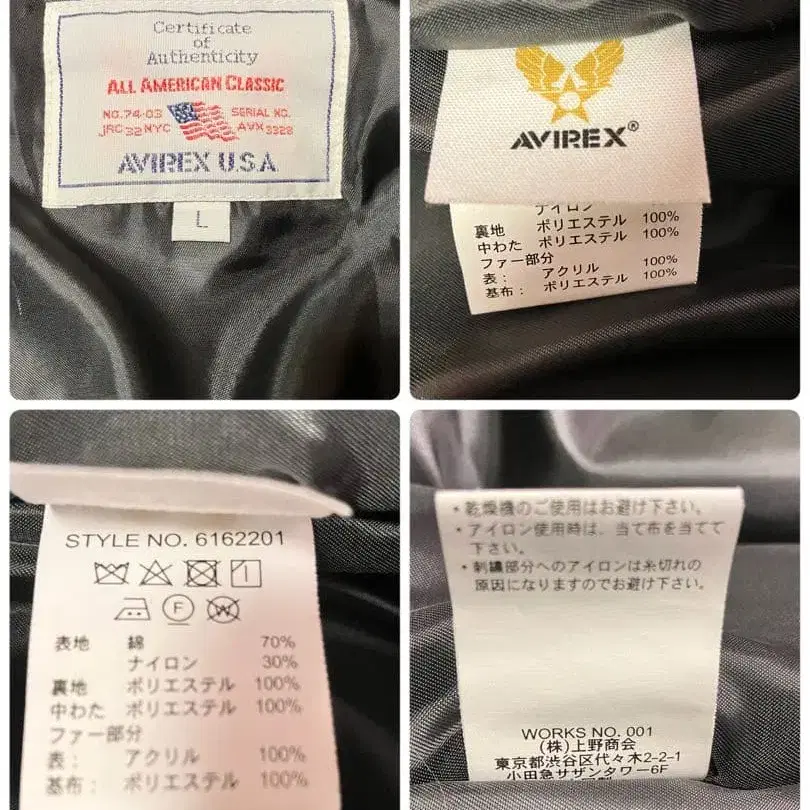 Certificate
of
Authenticity
ALL AMERICAN CLASSIC
NO.74-03 SERIAL NO.
JRC 32 NYC AVX 3328
AVIREX U.S.A
L
AVIREX®
ナイロン
裏地 ポリエステル 100%
中わた ポリエステル 100%
ファー部分
表: アクリル 100%
基布: ポリエステル 100%
STYLE NO. 6162201
F
W
表地 綿 70%
ナイロン 30%
裏地 ポリエステル 100%
中わた ポリエステル 100%
ファー部分
表: アクリル 100%
基布: ポリエステル 100%
・乾燥機のご使用はお避け下さい。
・アイロン使用時は、当て布を当てて
下さい。
・刺繍部分へのアイロンは糸切れの
原因になりますのでお避け下さい。
WORKS NO. 001
(株)上野商会
東京都渋谷区代々木2-2-1
小田急サザンタワー6F